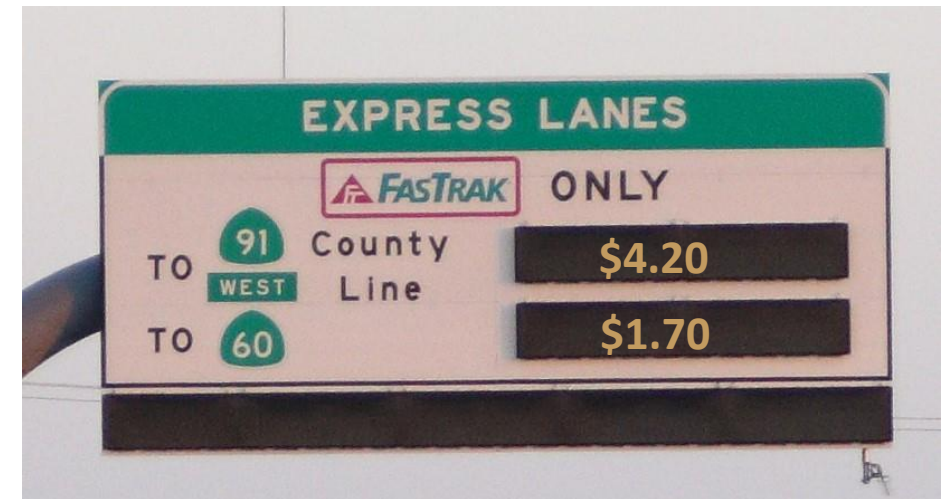 EXPRESS LANES
FASTRAK ONLY
TO 91 WEST County Line $4.20
TO 60 $1.70